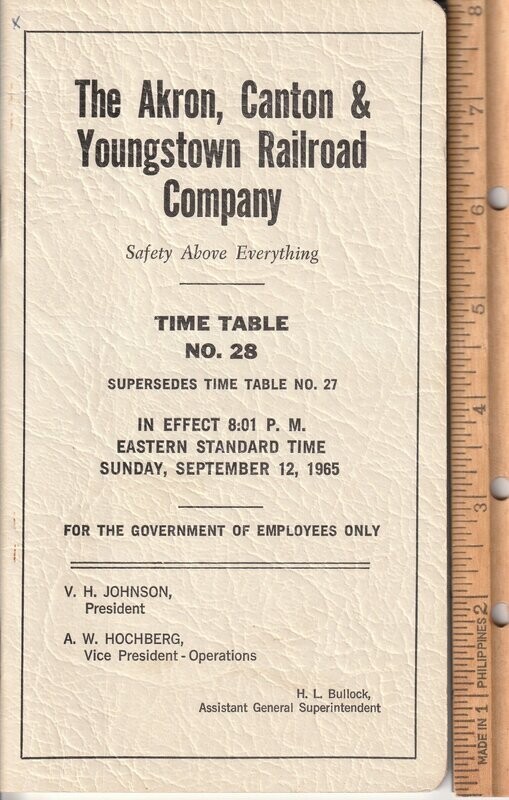 The Akron, Canton &
Youngstown Railroad
Company
Safety Above Everything
TIME TABLE
NO. 28
SUPERSEDES TIME TABLE NO. 27
IN EFFECT 8:01 P. M.
EASTERN STANDARD TIME
SUNDAY, SEPTEMBER 12, 1965
FOR THE GOVERNMENT OF EMPLOYEES ONLY
V. H. JOHNSON,
President
A. W. HOCHBERG,
Vice President - Operations
H. L. Bullock,
Assistant General Superintendent
8
7
6
5
4
3
2
1
MADE IN
PHILIPPINES